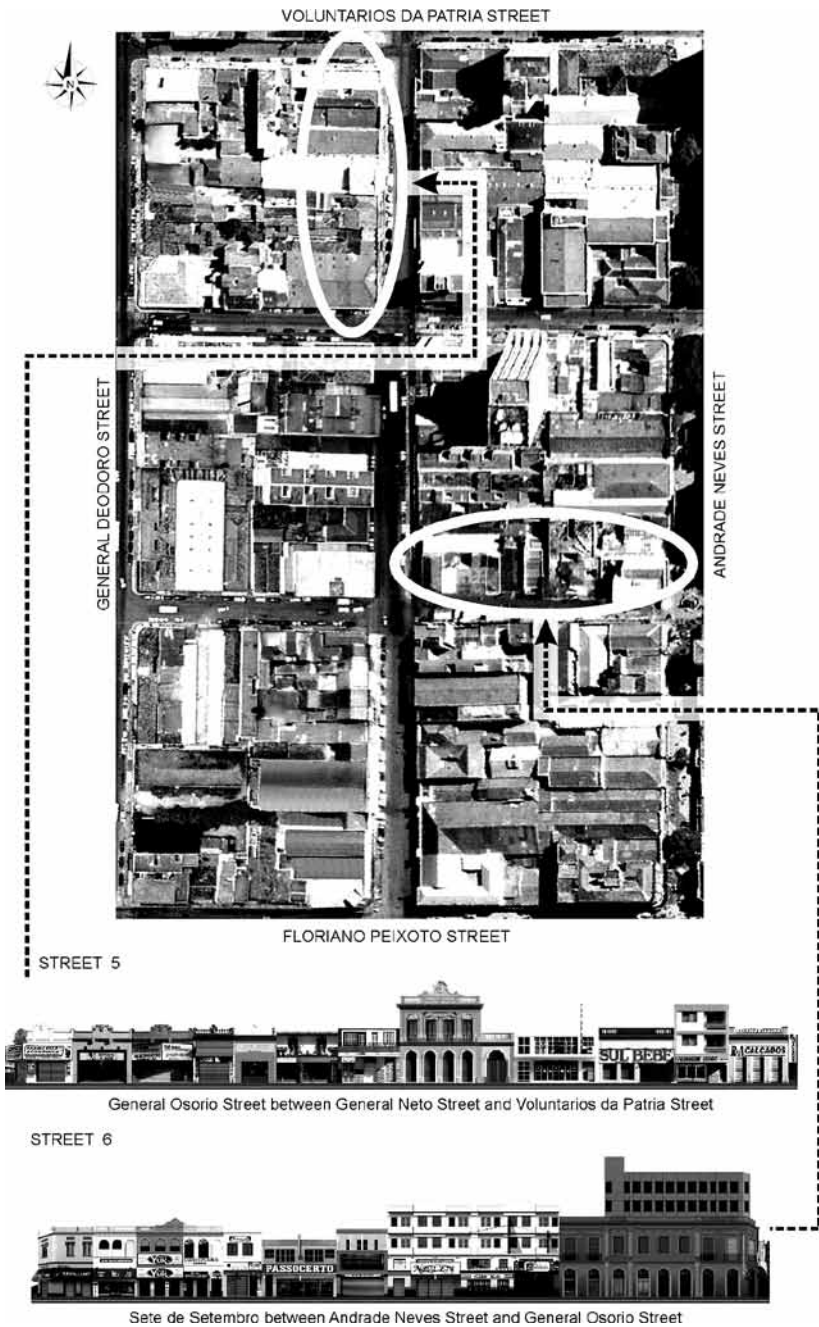 VOLUNTARIOS DA PATRIA STREET
N
GENERAL DEODORO STREET
ANDRADE NEVES STREET
FLORIANO PEIXOTO STREET
STREET 5
SUL BEBE
CALCADOS
General Osorio Street between General Neto Street and Voluntarios da Patria Street
STREET 6
PASSOCERTO
Sete de Setembro between Andrade Neves Street and General Osorio Street